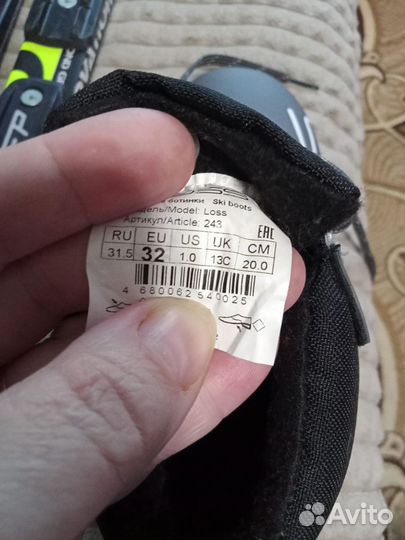 ботинки Ski boots
Модель/Model: Loss
Артикул/Article: 243
EAC
RU EU US UK CM
31.5 32 1.0 13C 20.0
4 680062 540025
Avito